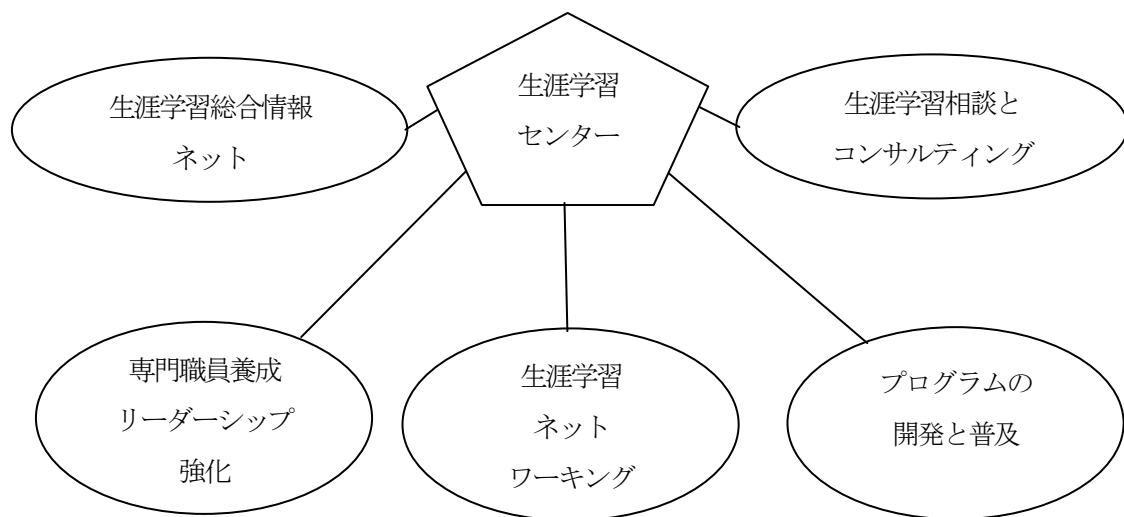 生涯学習
センター
生涯学習総合情報
ネット
生涯学習相談と
コンサルティング
専門職員養成
リーダーシップ
強化
生涯学習
ネット
ワーキング
プログラムの
開発と普及